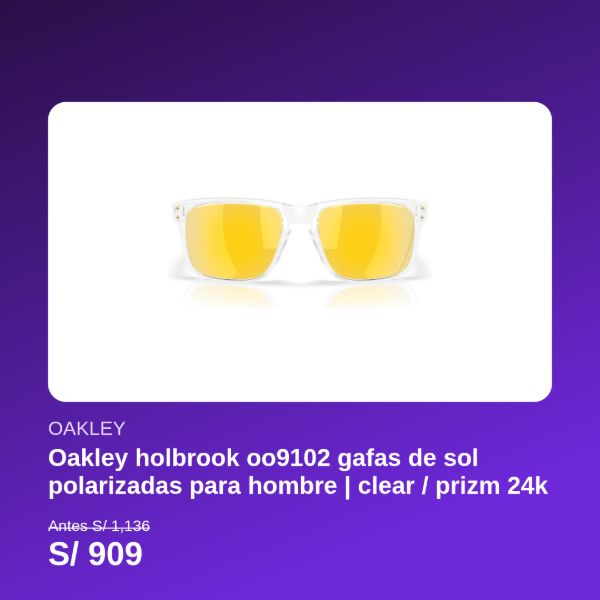 OAKLEY
Oakley holbrook oo9102 gafas de sol
polarizadas para hombre | clear / prizm 24k
Antes S/ 1,136
S/ 909